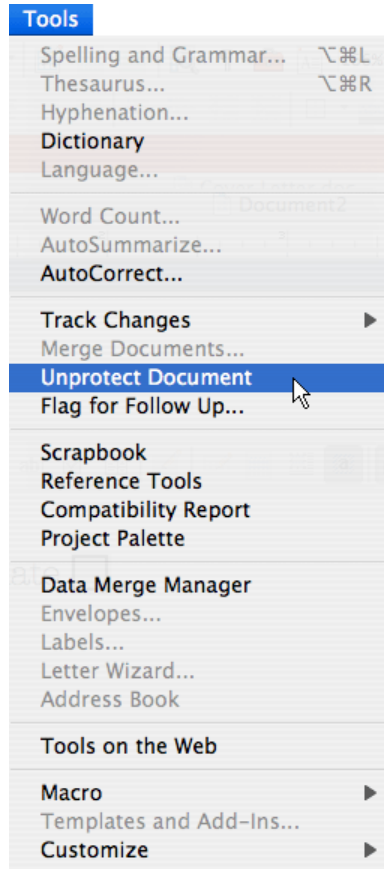 Tools
Spelling and Grammar... ⌥⌘L
Thesaurus... ⌥⌘R
Hyphenation...
Dictionary
Language...
Word Count...
AutoSummarize...
AutoCorrect...
Track Changes ▶
Merge Documents...
Unprotect Document
Flag for Follow Up...
Scrapbook
Reference Tools
Compatibility Report
Project Palette
Data Merge Manager
Envelopes...
Labels...
Letter Wizard...
Address Book
Tools on the Web
Macro ▶
Templates and Add-Ins...
Customize ▶